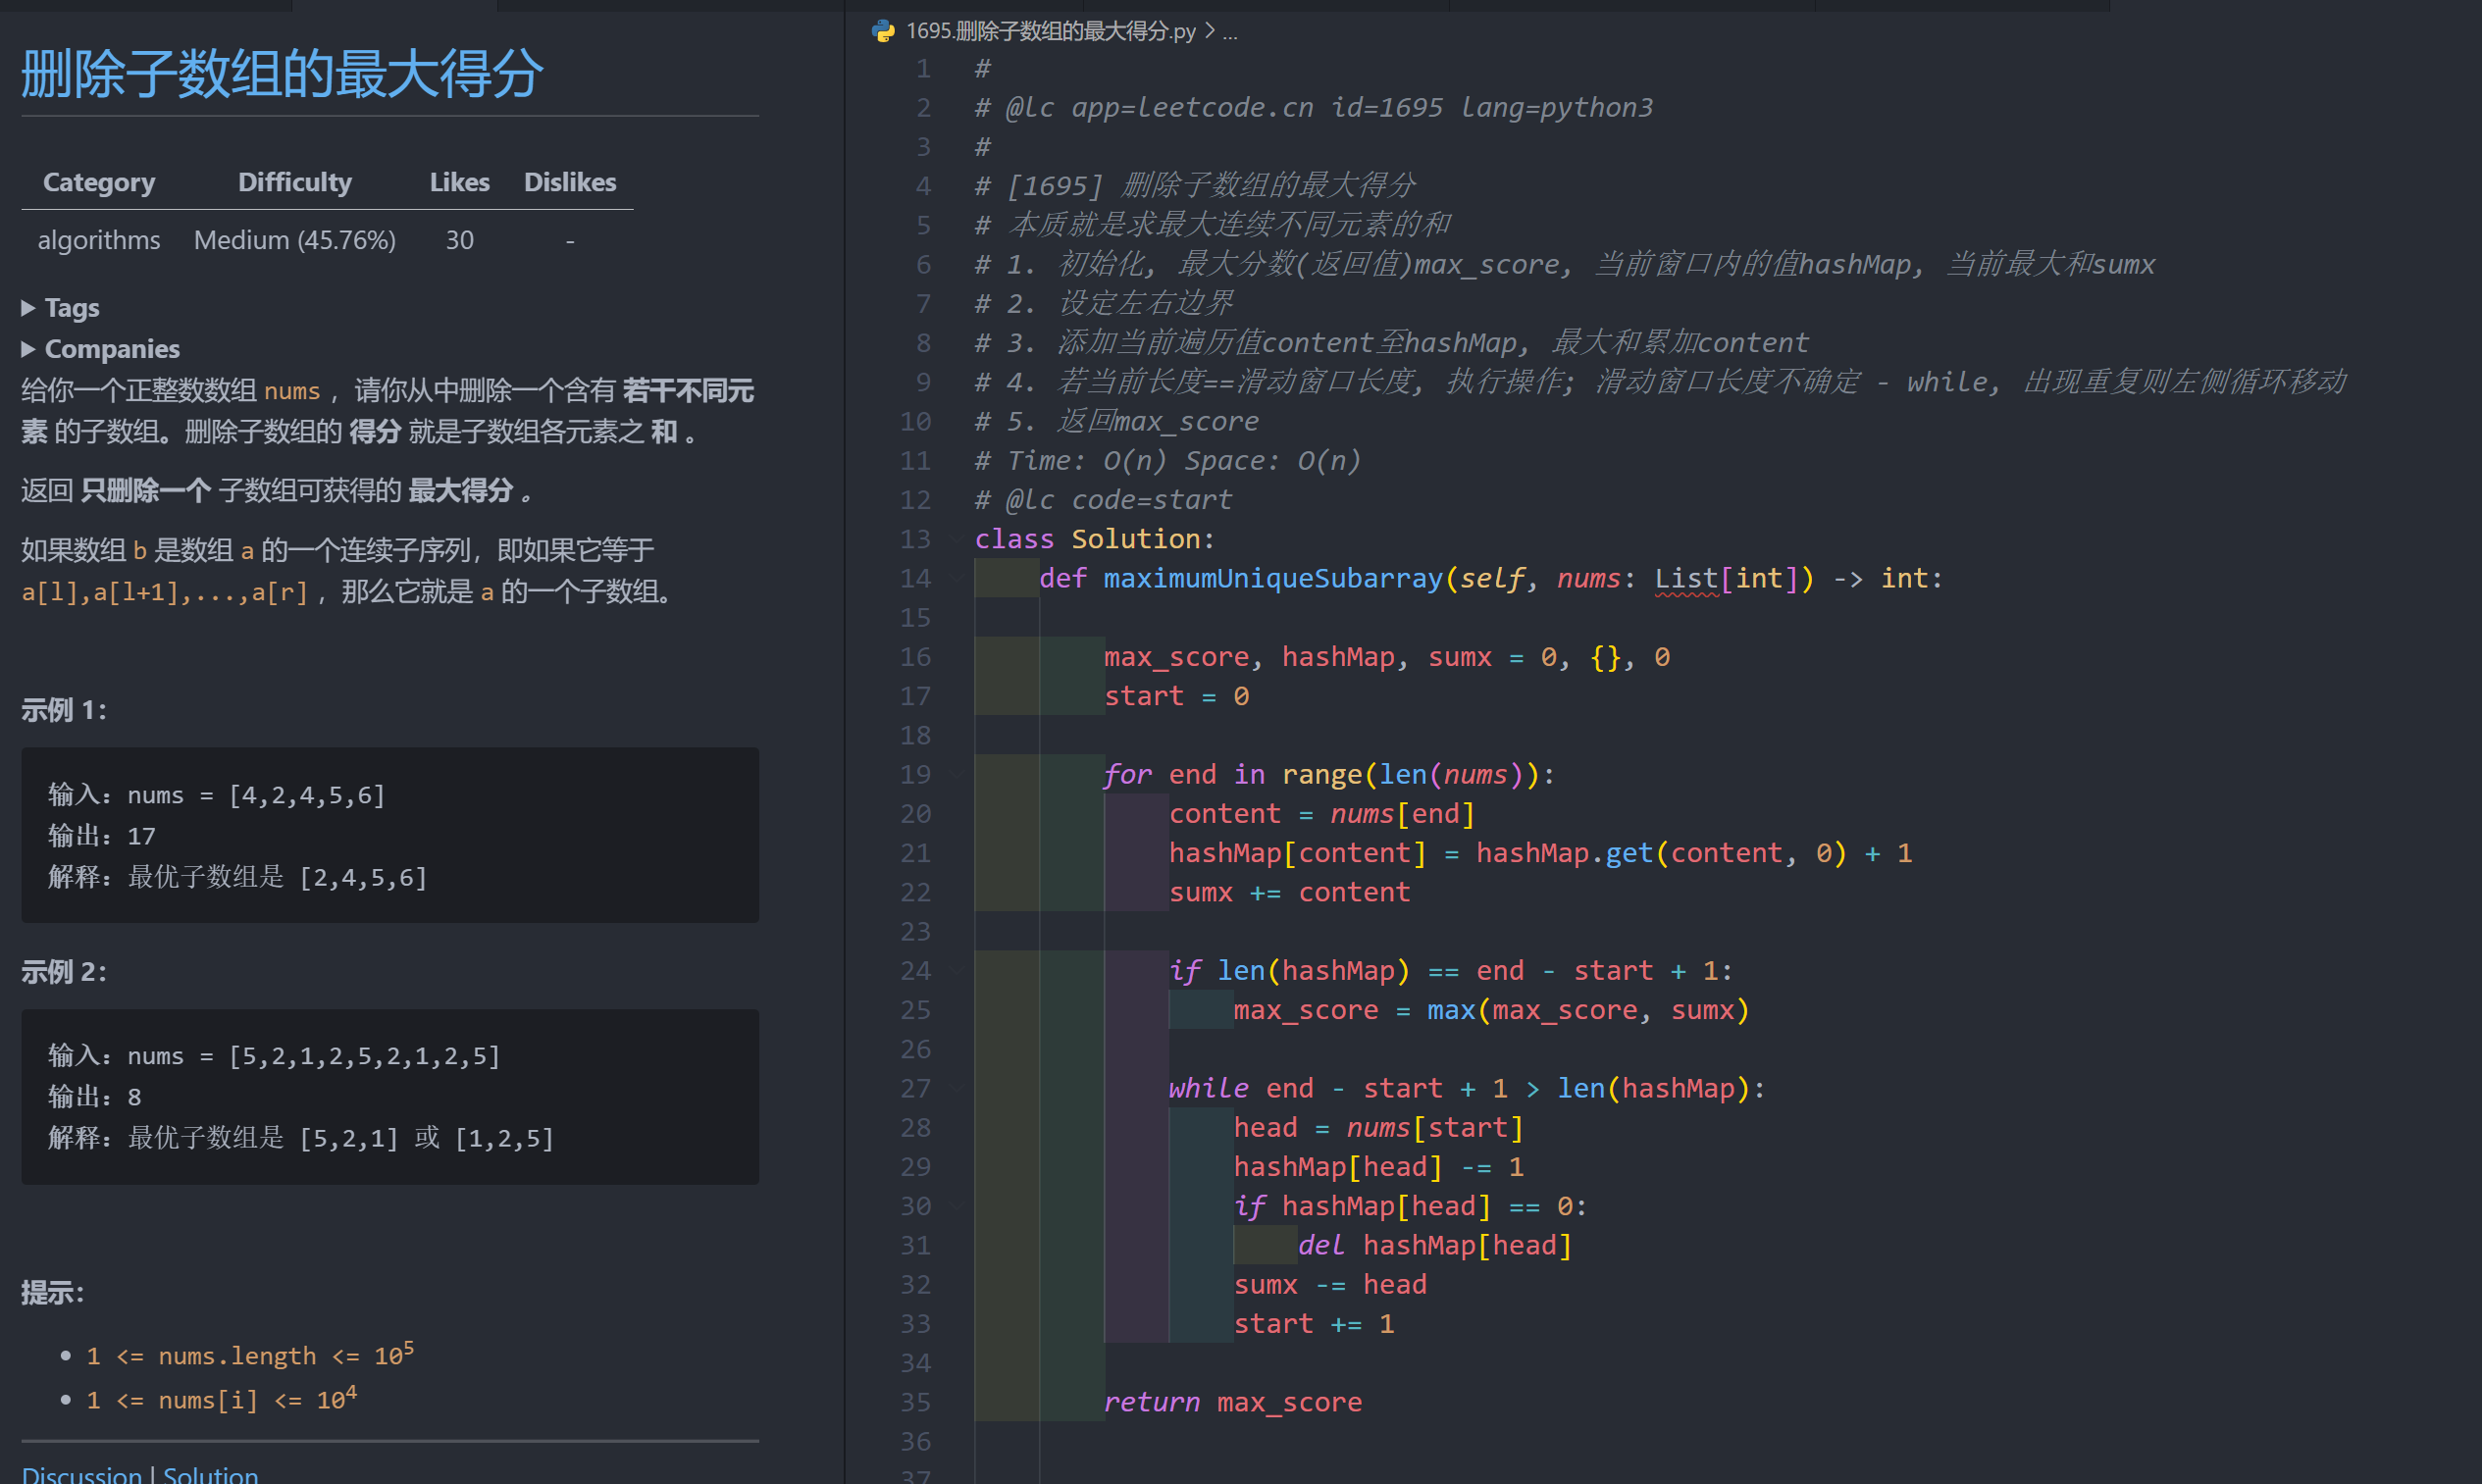 删除子数组的最大得分
Category Difficulty Likes Dislikes
algorithms Medium (45.76%) 30 -
▶ Tags
▶ Companies
给你一个正整数数组 nums ，请你从中删除一个含有 若干不同元
素 的子数组。删除子数组的 得分 就是子数组各元素之 和 。
返回 只删除一个 子数组可获得的 最大得分 。
如果数组 b 是数组 a 的一个连续子序列，即如果它等于
a[l],a[l+1],...,a[r] ，那么它就是 a 的一个子数组。
示例 1：
输入：nums = [4,2,4,5,6]
输出：17
解释：最优子数组是 [2,4,5,6]
示例 2：
输入：nums = [5,2,1,2,5,2,1,2,5]
输出：8
解释：最优子数组是 [5,2,1] 或 [1,2,5]
提示：
• 1 <= nums.length <= 10⁵
• 1 <= nums[i] <= 10⁴
Discussion | Solution
1695.删除子数组的最大得分.py > ...
1 #
2 # @lc app=leetcode.cn id=1695 lang=python3
3 #
4 # [1695] 删除子数组的最大得分
5 # 本质就是求最大连续不同元素的和
6 # 1. 初始化, 最大分数(返回值)max_score, 当前窗口内的值hashMap, 当前最大和sumx
7 # 2. 设定左右边界
8 # 3. 添加当前遍历值content至hashMap, 最大和累加content
9 # 4. 若当前长度==滑动窗口长度, 执行操作; 滑动窗口长度不确定 - while, 出现重复则左侧循环移动
10 # 5. 返回max_score
11 # Time: O(n) Space: O(n)
12 # @lc code=start
13 class Solution:
14     def maximumUniqueSubarray(self, nums: List[int]) -> int:
15
16         max_score, hashMap, sumx = 0, {}, 0
17         start = 0
18
19         for end in range(len(nums)):
20             content = nums[end]
21             hashMap[content] = hashMap.get(content, 0) + 1
22             sumx += content
23
24             if len(hashMap) == end - start + 1:
25                 max_score = max(max_score, sumx)
26
27             while end - start + 1 > len(hashMap):
28                 head = nums[start]
29                 hashMap[head] -= 1
30                 if hashMap[head] == 0:
31                     del hashMap[head]
32                 sumx -= head
33                 start += 1
34
35         return max_score
36
37